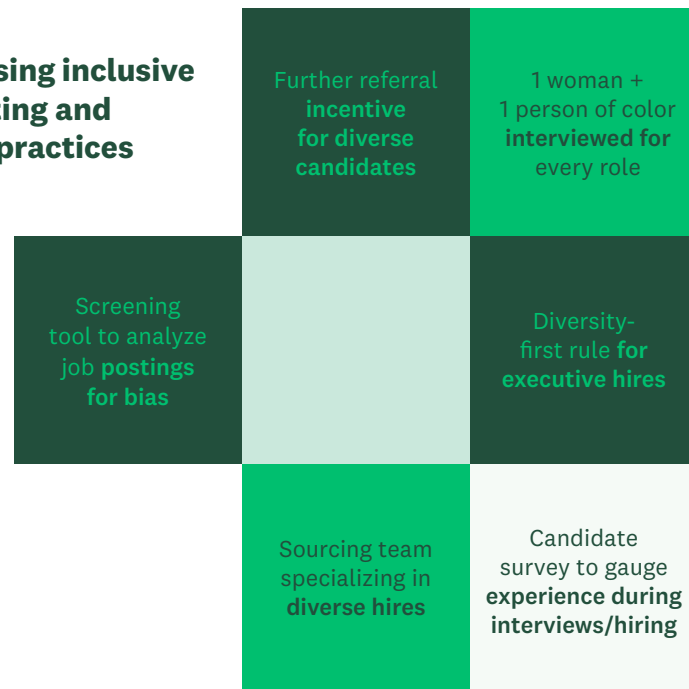 sing inclusive
ting and
practices
Further referral
incentive
for diverse
candidates
1 woman +
1 person of color
interviewed for
every role
Screening
tool to analyze
job postings
for bias
Diversity-
first rule for
executive hires
Sourcing team
specializing in
diverse hires
Candidate
survey to gauge
experience during
interviews/hiring